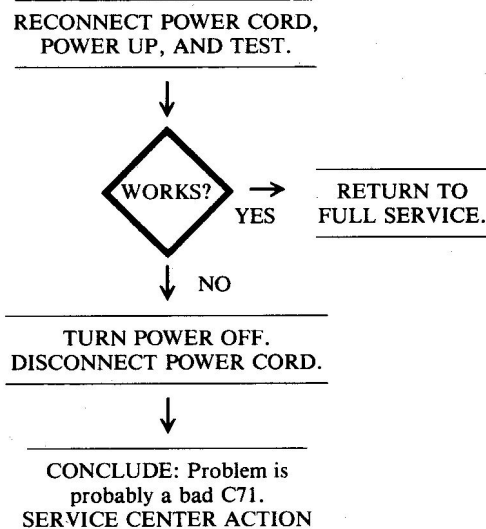 RECONNECT POWER CORD,
POWER UP, AND TEST.
WORKS?
YES
RETURN TO
FULL SERVICE.
NO
TURN POWER OFF.
DISCONNECT POWER CORD.
CONCLUDE: Problem is
probably a bad C71.
SERVICE CENTER ACTION